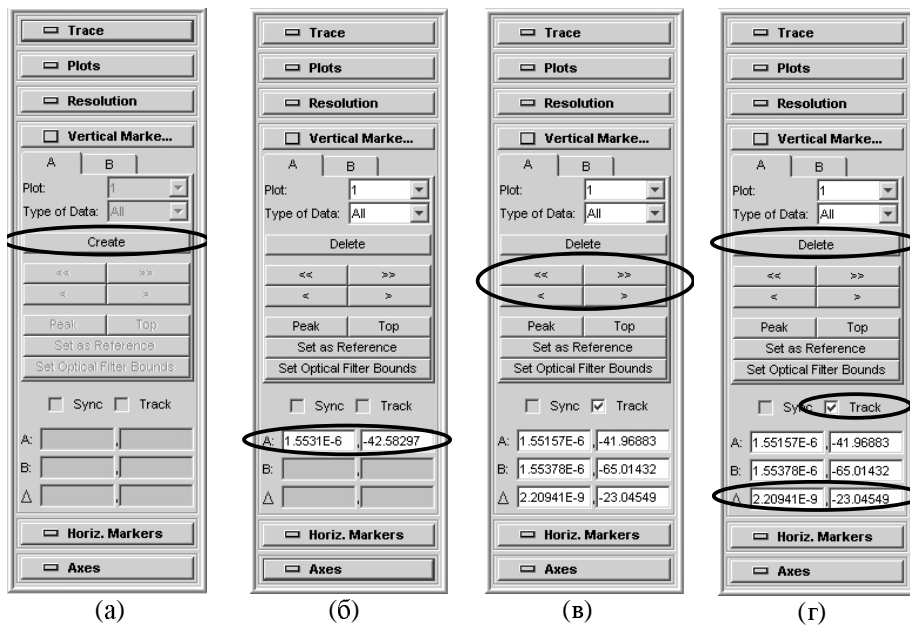 Trace
Plots
Resolution
Vertical Marke...
A B
Plot: 1
Type of Data: All
Create
<< >>
< >
Peak Top
Set as Reference
Set Optical Filter Bounds
Sync Track
A: ,
B: ,
Δ ,
Horiz. Markers
Axes
(а)
Trace
Plots
Resolution
Vertical Marke...
A B
Plot: 1
Type of Data: All
Delete
<< >>
< >
Peak Top
Set as Reference
Set Optical Filter Bounds
Sync Track
A: 1.5531E-6 , -42.58297
B: ,
Δ ,
Horiz. Markers
Axes
(б)
Trace
Plots
Resolution
Vertical Marke...
A B
Plot: 1
Type of Data: All
Delete
<< >>
< >
Peak Top
Set as Reference
Set Optical Filter Bounds
Sync Track
A: 1.55157E-6 , -41.96883
B: 1.55378E-6 , -65.01432
Δ 2.20941E-9 , -23.04549
Horiz. Markers
Axes
(в)
Trace
Plots
Resolution
Vertical Marke...
A B
Plot: 1
Type of Data: All
Delete
<< >>
< >
Peak Top
Set as Reference
Set Optical Filter Bounds
Sync Track
A: 1.55157E-6 , -41.96883
B: 1.55378E-6 , -65.01432
Δ 2.20941E-9 , -23.04549
Horiz. Markers
Axes
(г)